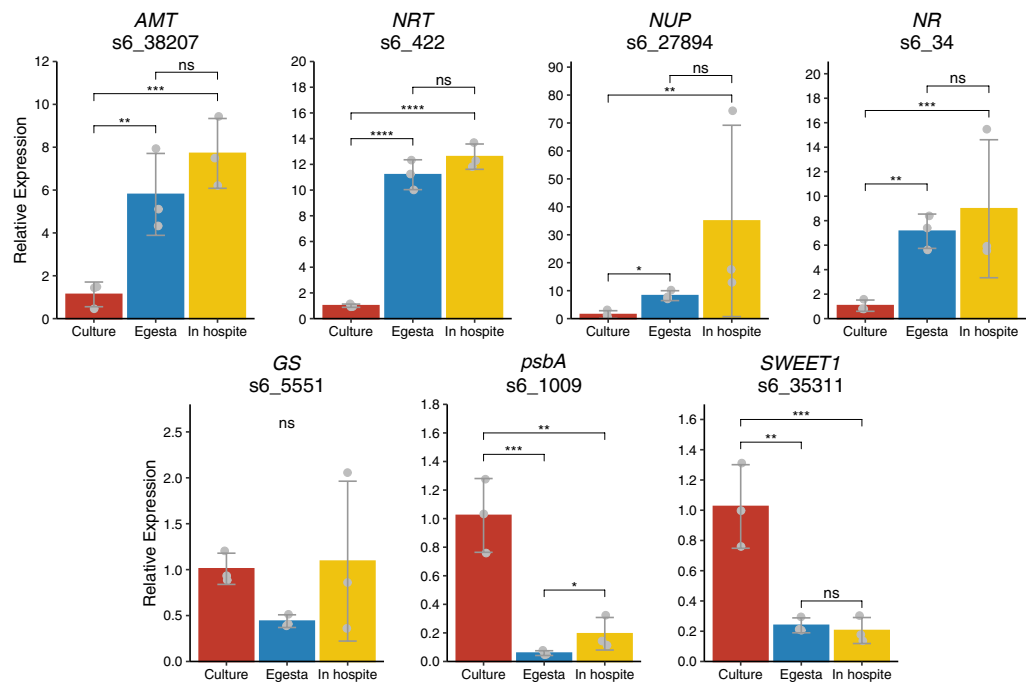 AMT
s6_38207
NRT
s6_422
NUP
s6_27894
NR
s6_34
Relative Expression
12
10
8
6
4
2
0
ns
***
**
Culture
Egesta
In hospite
20
18
16
14
12
10
8
6
4
2
0
ns
****
****
Culture
Egesta
In hospite
90
80
70
60
50
40
30
20
10
0
ns
**
*
Culture
Egesta
In hospite
20
18
16
14
12
10
8
6
4
2
0
ns
***
**
Culture
Egesta
In hospite
GS
s6_5551
psbA
s6_1009
SWEET1
s6_35311
Relative Expression
2.5
2.0
1.5
1.0
0.5
0.0
ns
Culture
Egesta
In hospite
1.8
1.6
1.4
1.2
1.0
0.8
0.6
0.4
0.2
0.0
**
***
*
Culture
Egesta
In hospite
1.8
1.6
1.4
1.2
1.0
0.8
0.6
0.4
0.2
0.0
***
**
ns
Culture
Egesta
In hospite